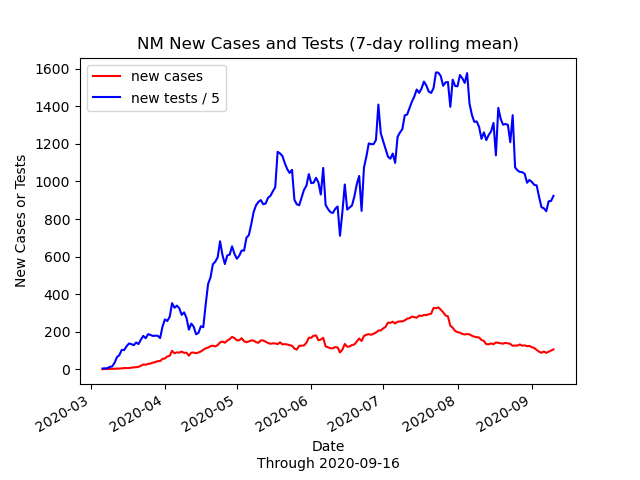 NM New Cases and Tests (7-day rolling mean)
new cases
new tests / 5
New Cases or Tests
1600
1400
1200
1000
800
600
400
200
0
2020-03
2020-04
2020-05
2020-06
2020-07
2020-08
2020-09
Date
Through 2020-09-16